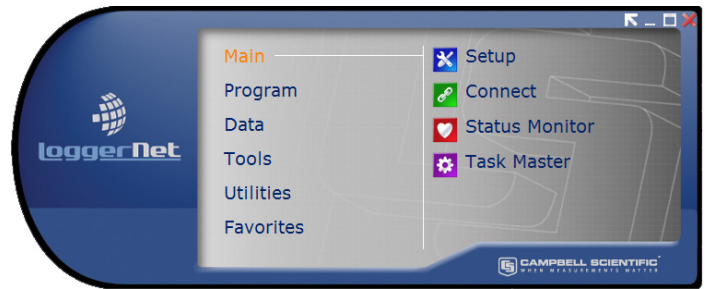 LoggerNet
Main
Program
Data
Tools
Utilities
Favorites
Setup
Connect
Status Monitor
Task Master
CAMPBELL SCIENTIFIC
WHEN MEASUREMENTS MATTER